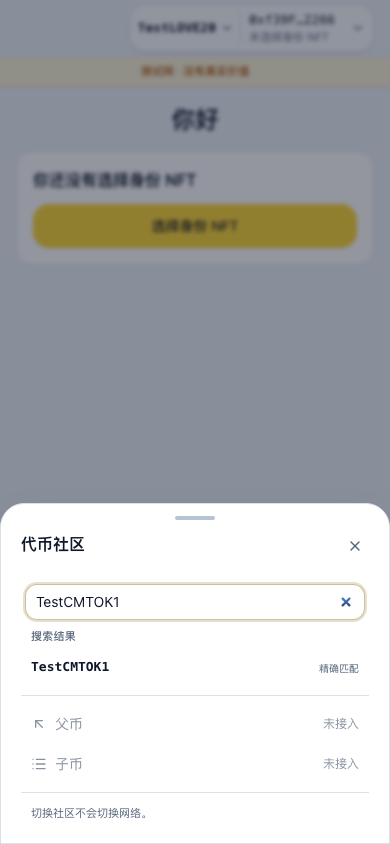 TestLOVE20
0xf39F…2266
未选择身份 NFT
测试网 · 没有真实价值
你好
你还没有选择身份 NFT
选择身份 NFT
代币社区
TestCMTOK1
搜索结果
TestCMTOK1 精确匹配
父币 未接入
子币 未接入
切换社区不会切换网络。